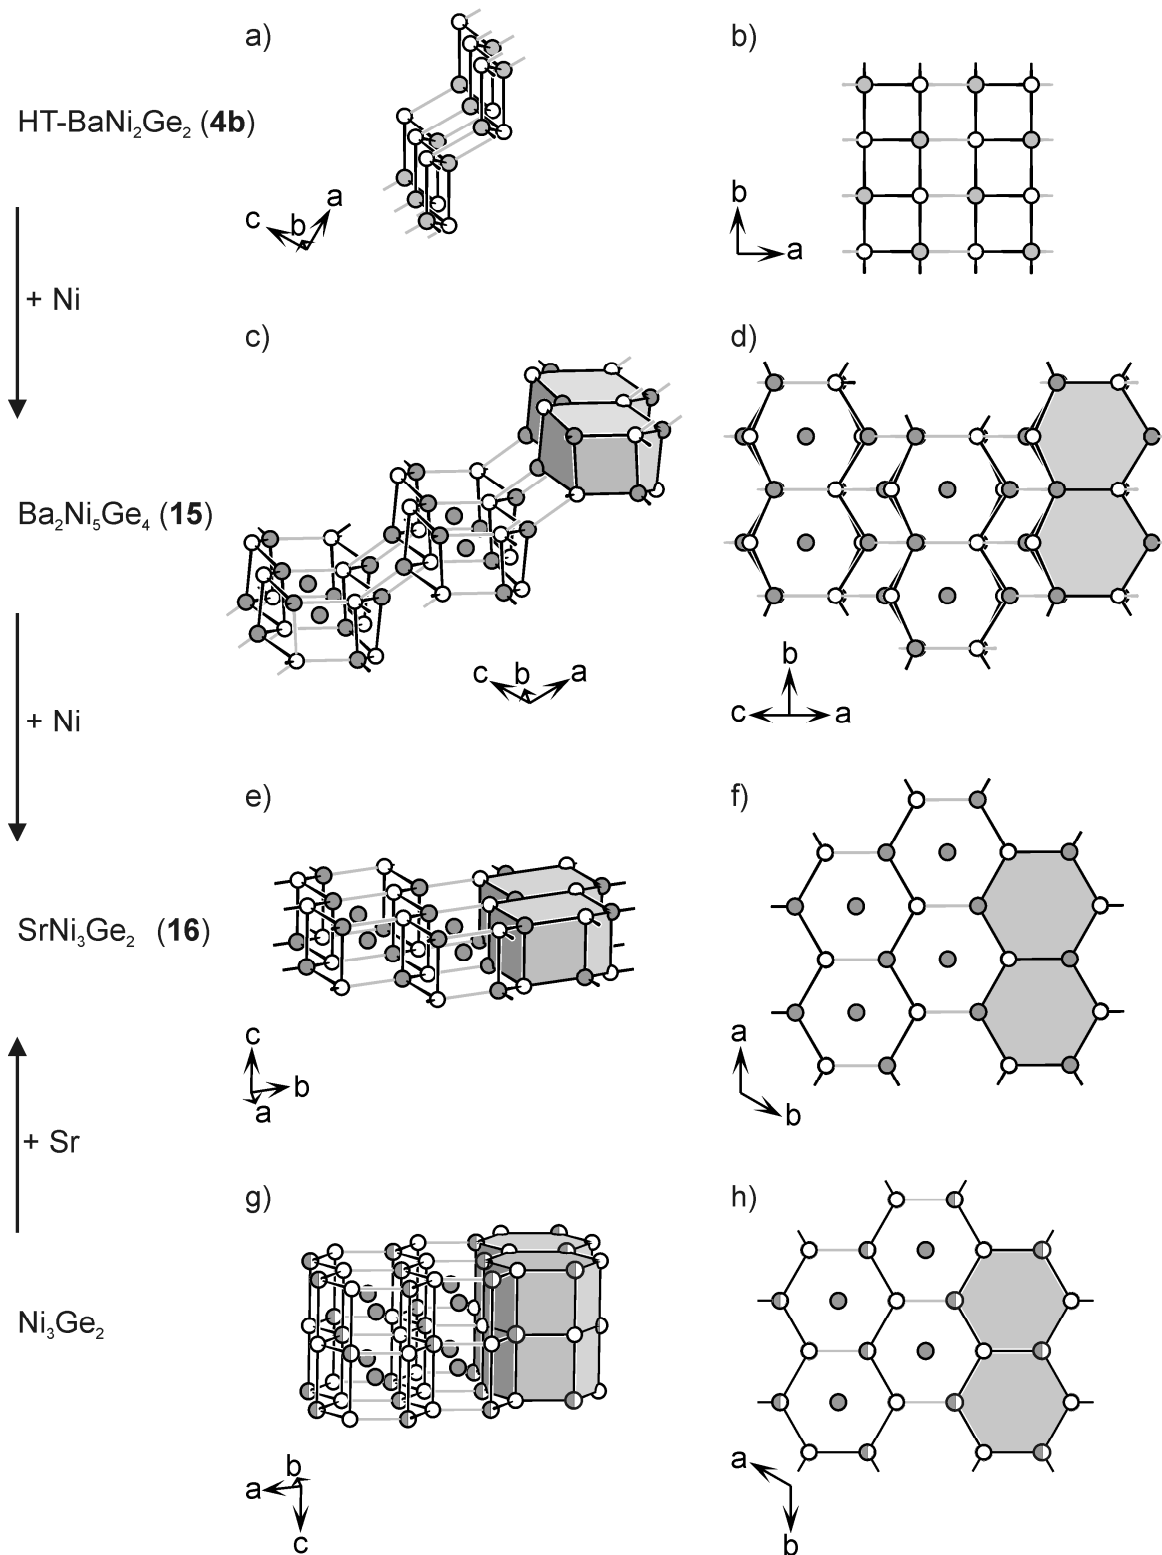 a)
b)
HT-BaNi₂Ge₂ (4b)
c
b
a
b
a
+ Ni
c)
d)
Ba₂Ni₅Ge₄ (15)
c
b
a
b
c
a
+ Ni
e)
f)
SrNi₃Ge₂ (16)
c
b
a
a
b
+ Sr
g)
h)
Ni₃Ge₂
b
a
c
a
b